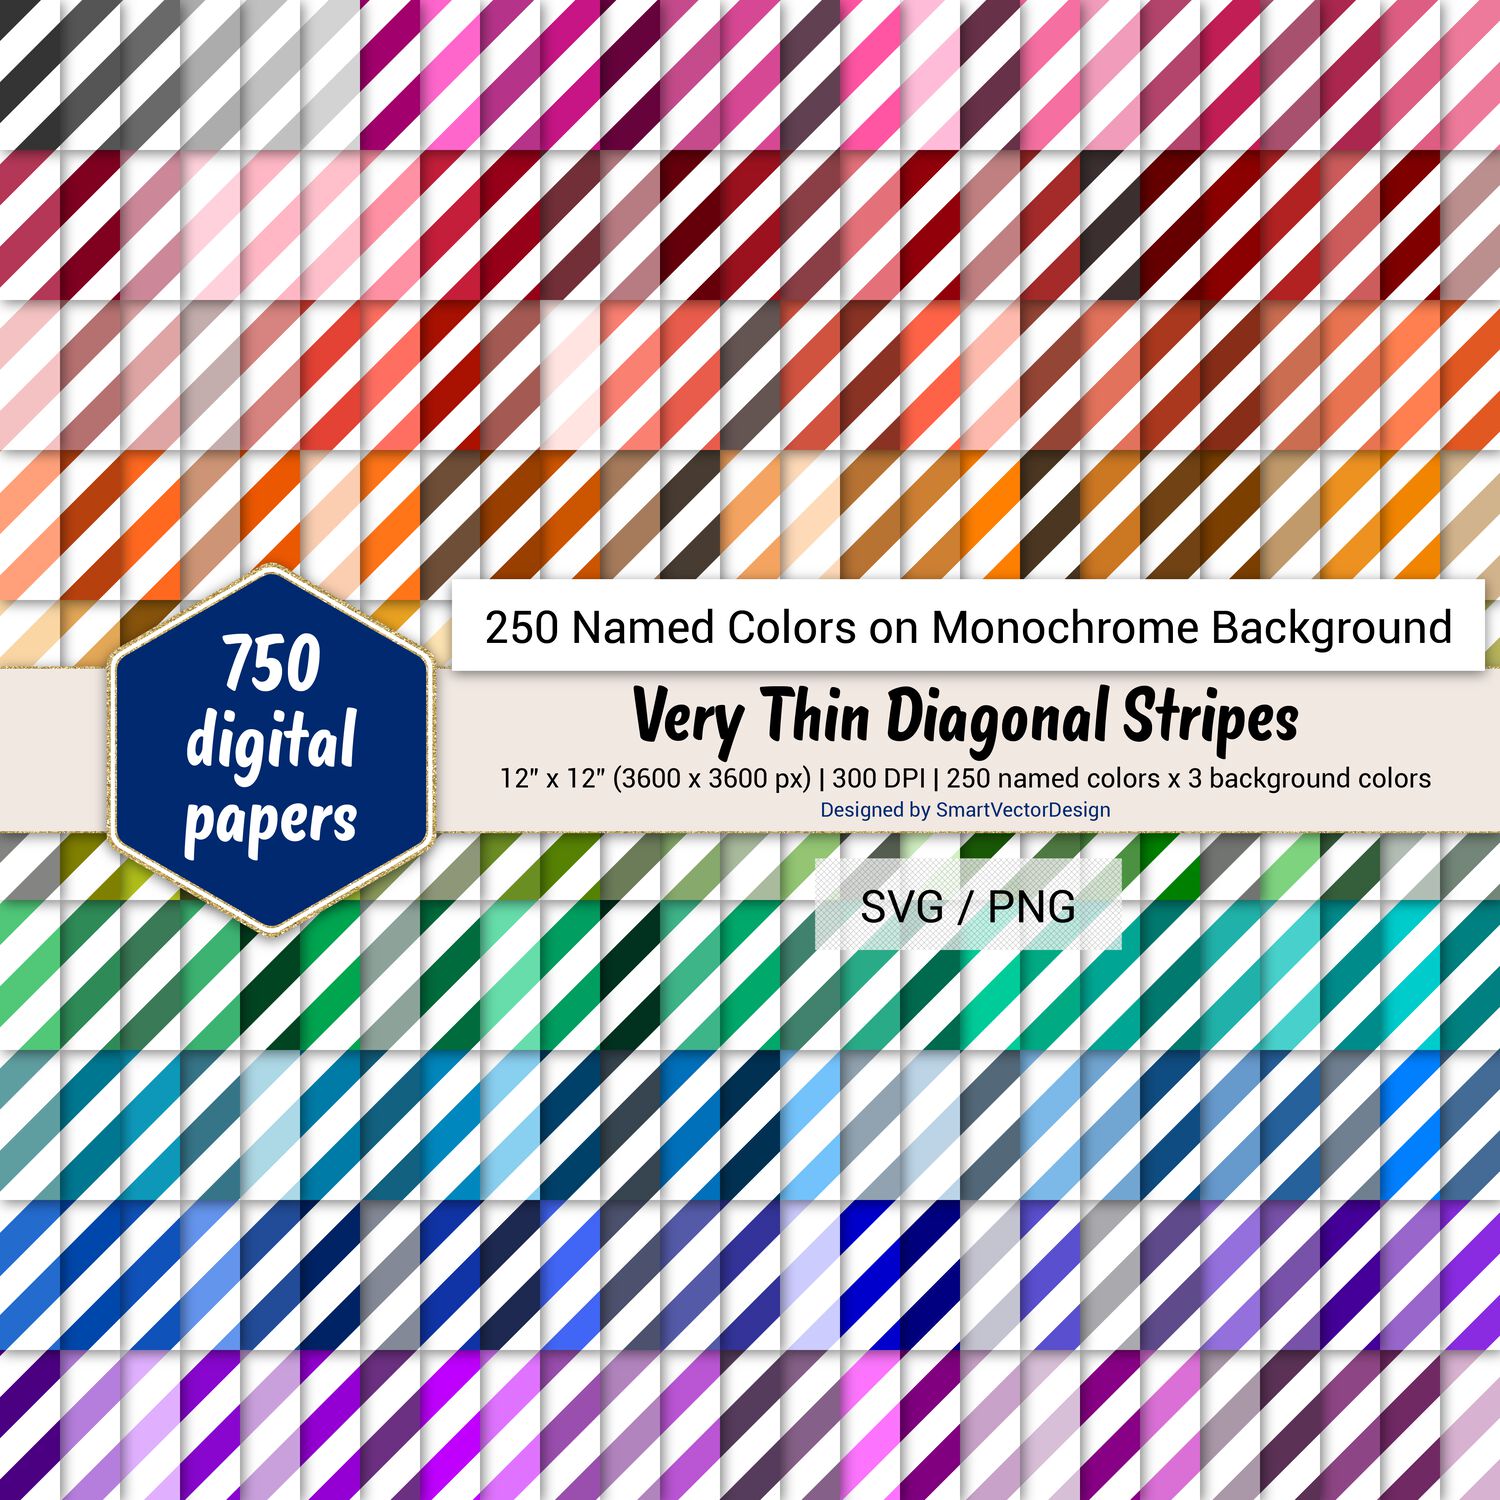 250 Named Colors on Monochrome Background
750
digital
papers
Very Thin Diagonal Stripes
12" x 12" (3600 x 3600 px) | 300 DPI | 250 named colors x 3 background colors
Designed by SmartVectorDesign
SVG / PNG